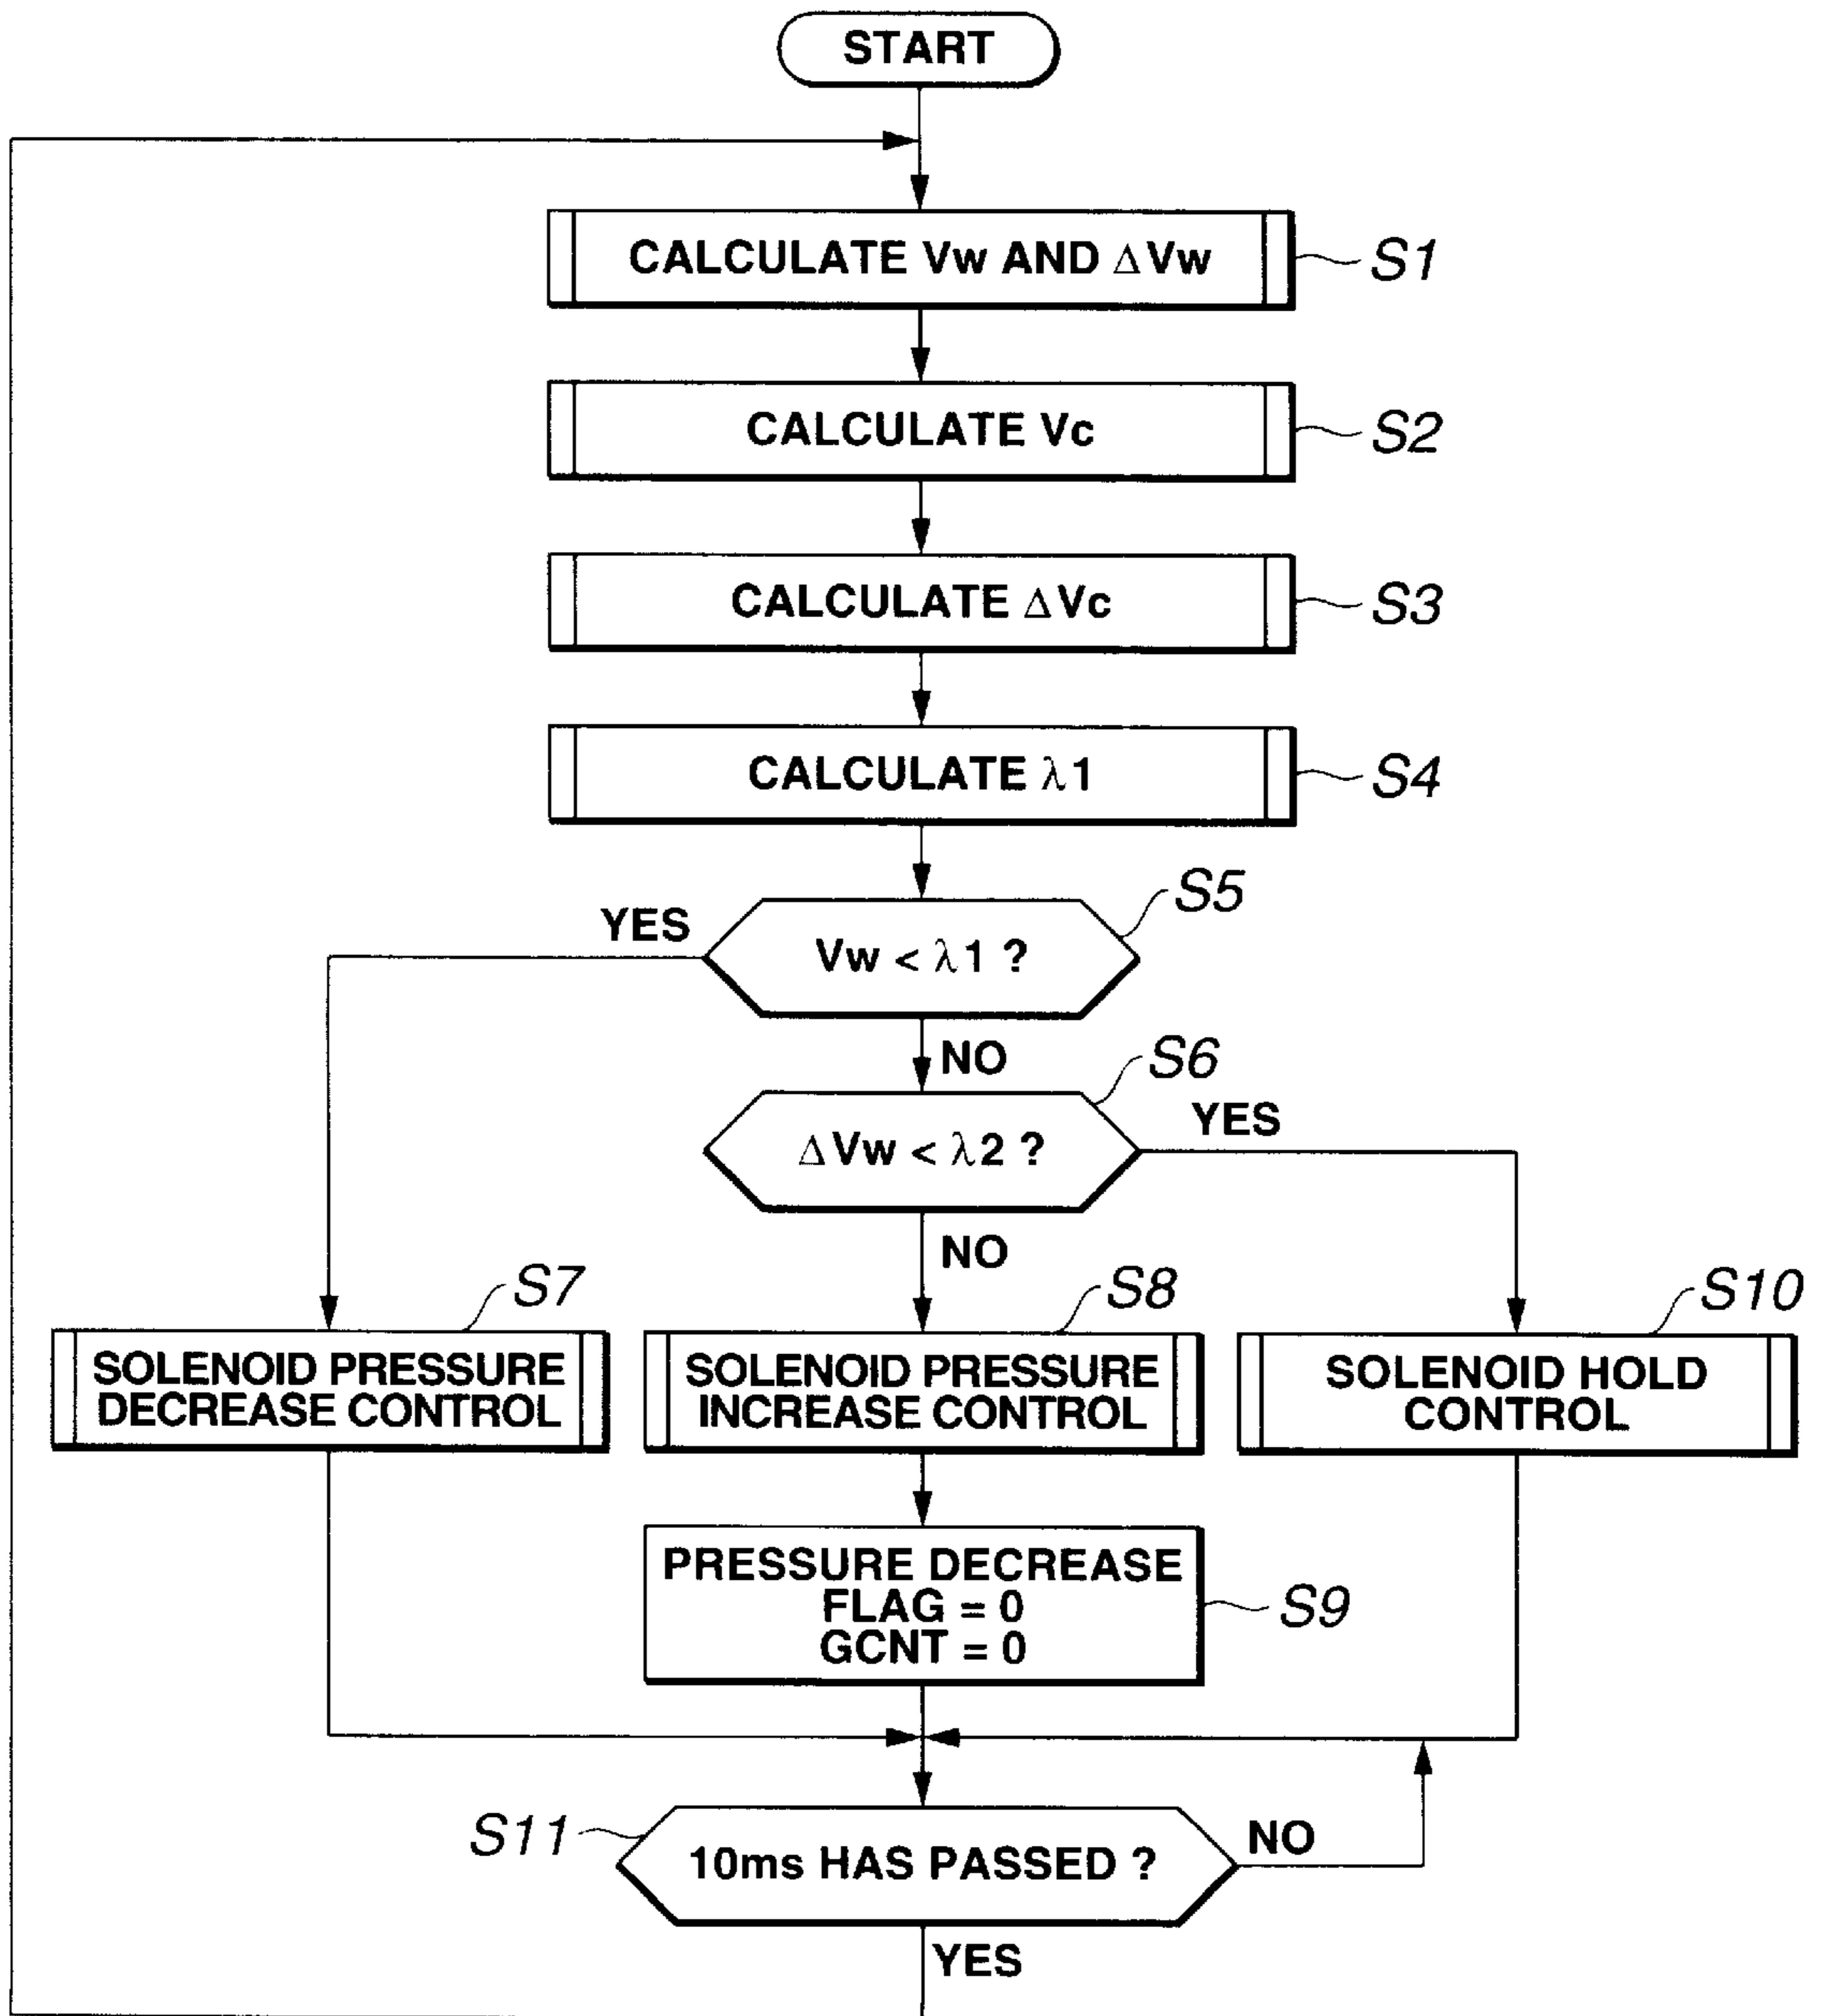 START
CALCULATE Vw AND ΔVw
S1
CALCULATE Vc
S2
CALCULATE ΔVc
S3
CALCULATE λ1
S4
S5
YES
Vw < λ1 ?
NO
S6
YES
ΔVw < λ2 ?
NO
S7
S8
S10
SOLENOID PRESSURE
DECREASE CONTROL
SOLENOID PRESSURE
INCREASE CONTROL
SOLENOID HOLD
CONTROL
PRESSURE DECREASE
FLAG = 0
GCNT = 0
S9
S11
10ms HAS PASSED ?
NO
YES